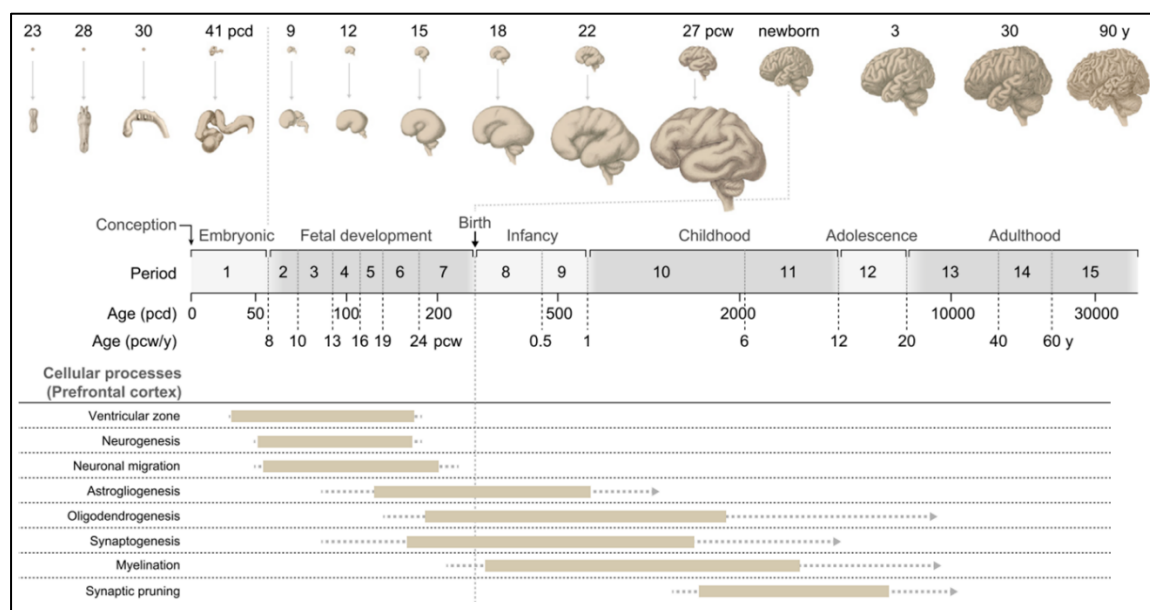 23 28 30 41 pcd 9 12 15 18 22 27 pcw newborn 3 30 90 y
Conception
Birth
Embryonic Fetal development Infancy Childhood Adolescence Adulthood
Period 1 2 3 4 5 6 7 8 9 10 11 12 13 14 15
Age (pcd) 0 50 100 200 500 2000 10000 30000
Age (pcw/y) 8 10 13 16 19 24 pcw 0.5 1 6 12 20 40 60 y
Cellular processes
(Prefrontal cortex)
Ventricular zone
Neurogenesis
Neuronal migration
Astrogliogenesis
Oligodendrogenesis
Synaptogenesis
Myelination
Synaptic pruning